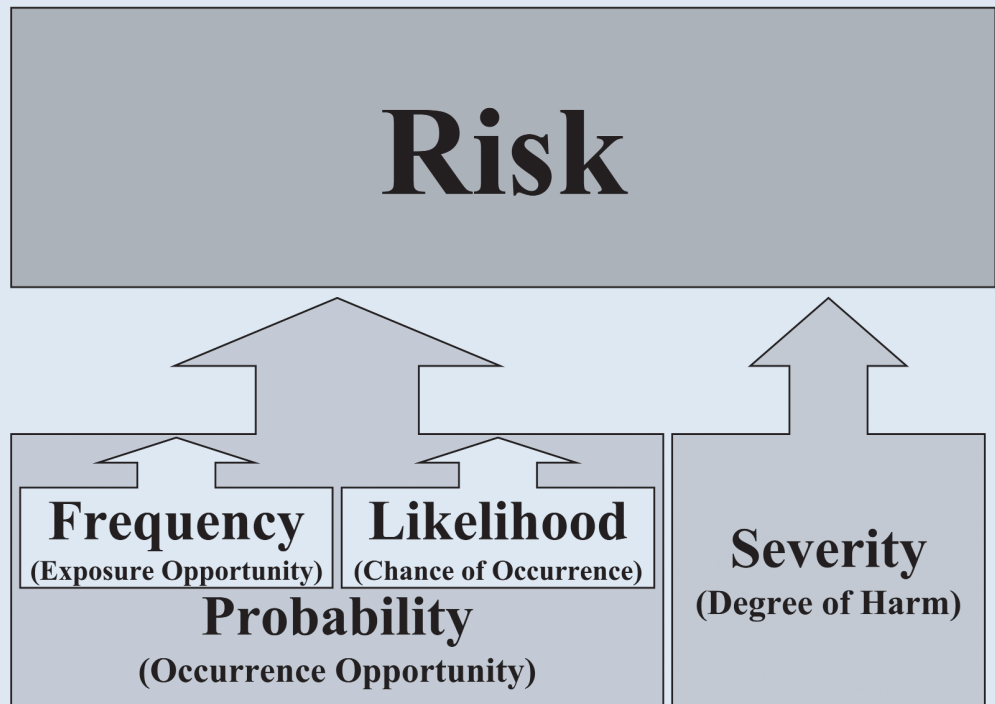 Risk
Frequency
(Exposure Opportunity)
Likelihood
(Chance of Occurrence)
Probability
(Occurrence Opportunity)
Severity
(Degree of Harm)